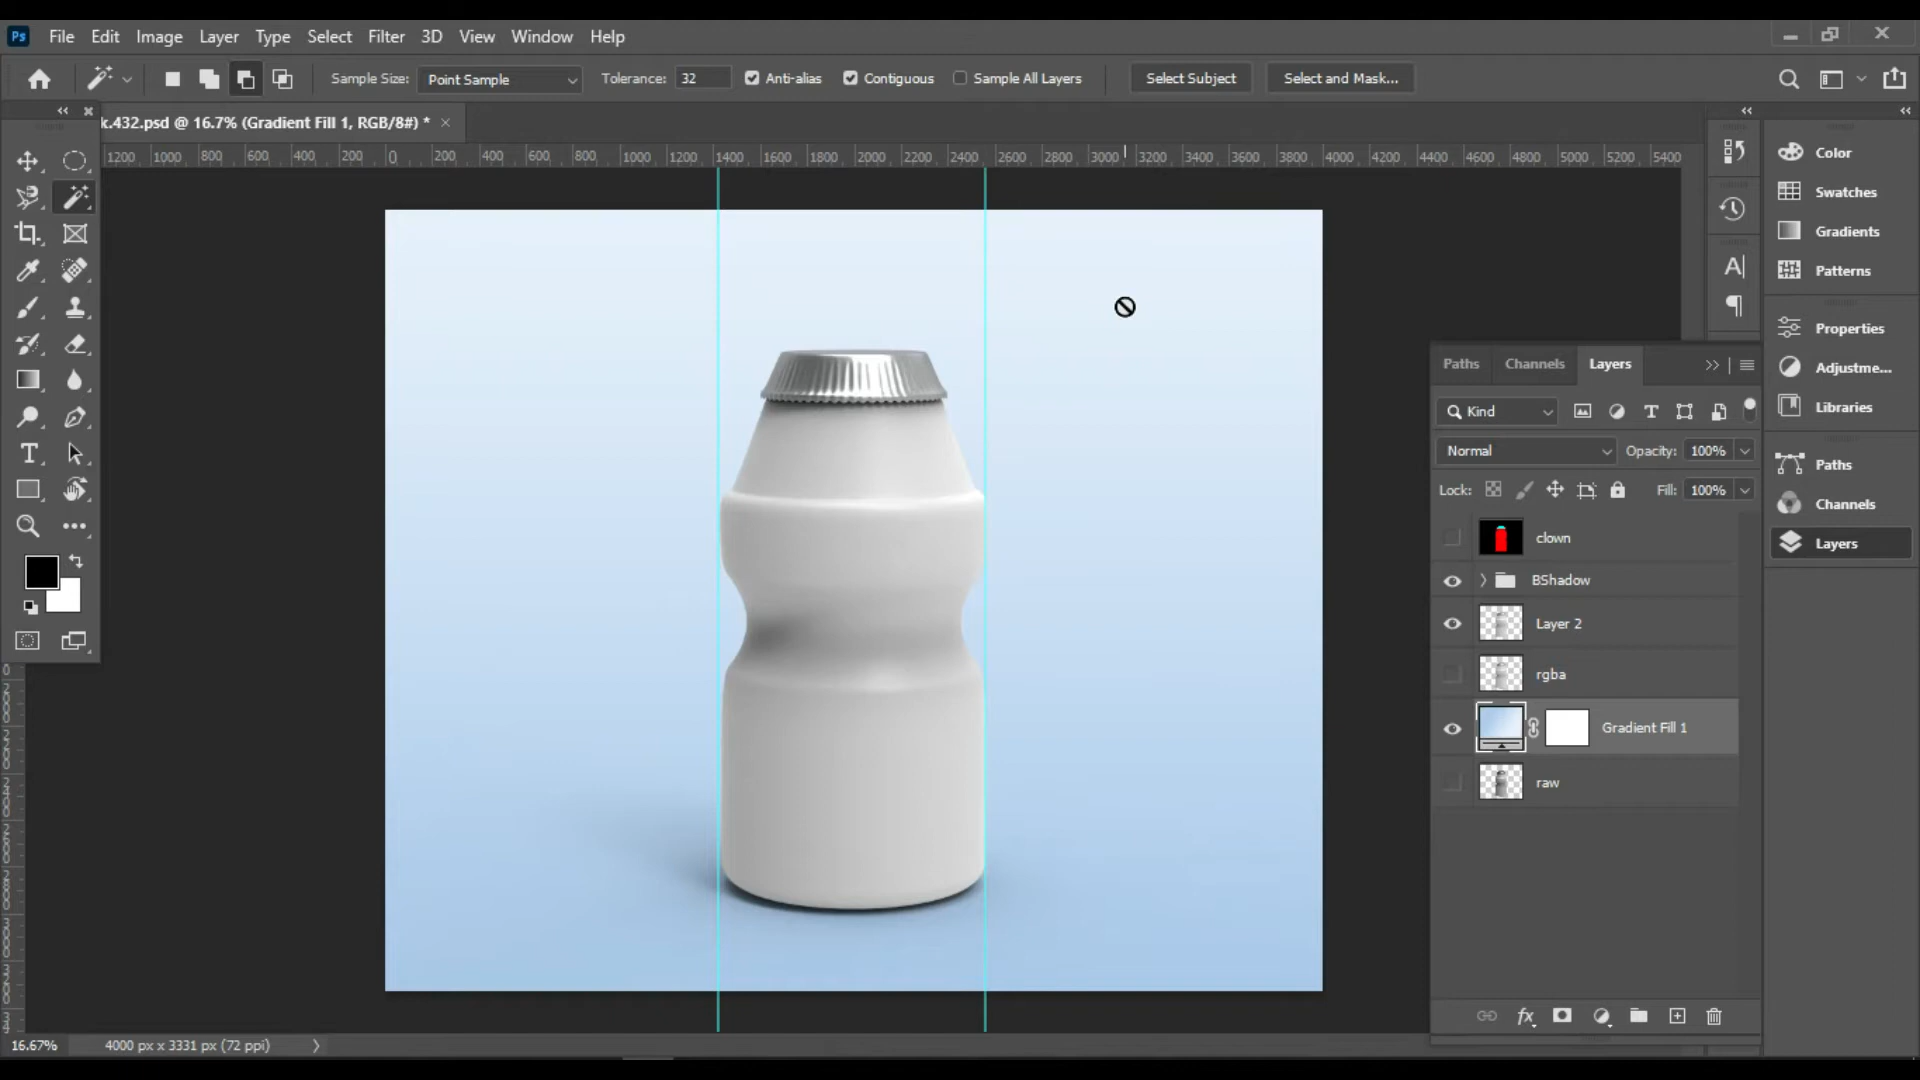 Ps File Edit Image Layer Type Select Filter 3D View Window Help
Sample Size: Point Sample Tolerance: 32 Anti-alias Contiguous Sample All Layers Select Subject Select and Mask...
k.432.psd @ 16.7% (Gradient Fill 1, RGB/8#) *
1200 1000 800 600 400 200 0 200 400 600 800 1000 1200 1400 1600 1800 2000 2200 2400 2600 2800 3000 3200 3400 3600 3800 4000 4200 4400 4600 4800 5000 5200 5400
Color
Swatches
Gradients
Patterns
Properties
Adjustme...
Libraries
Paths
Channels
Layers
Paths Channels Layers
Kind
Normal Opacity: 100%
Lock: Fill: 100%
clown
BShadow
Layer 2
rgba
Gradient Fill 1
raw
fx
16.67% 4000 px x 3331 px (72 ppi)